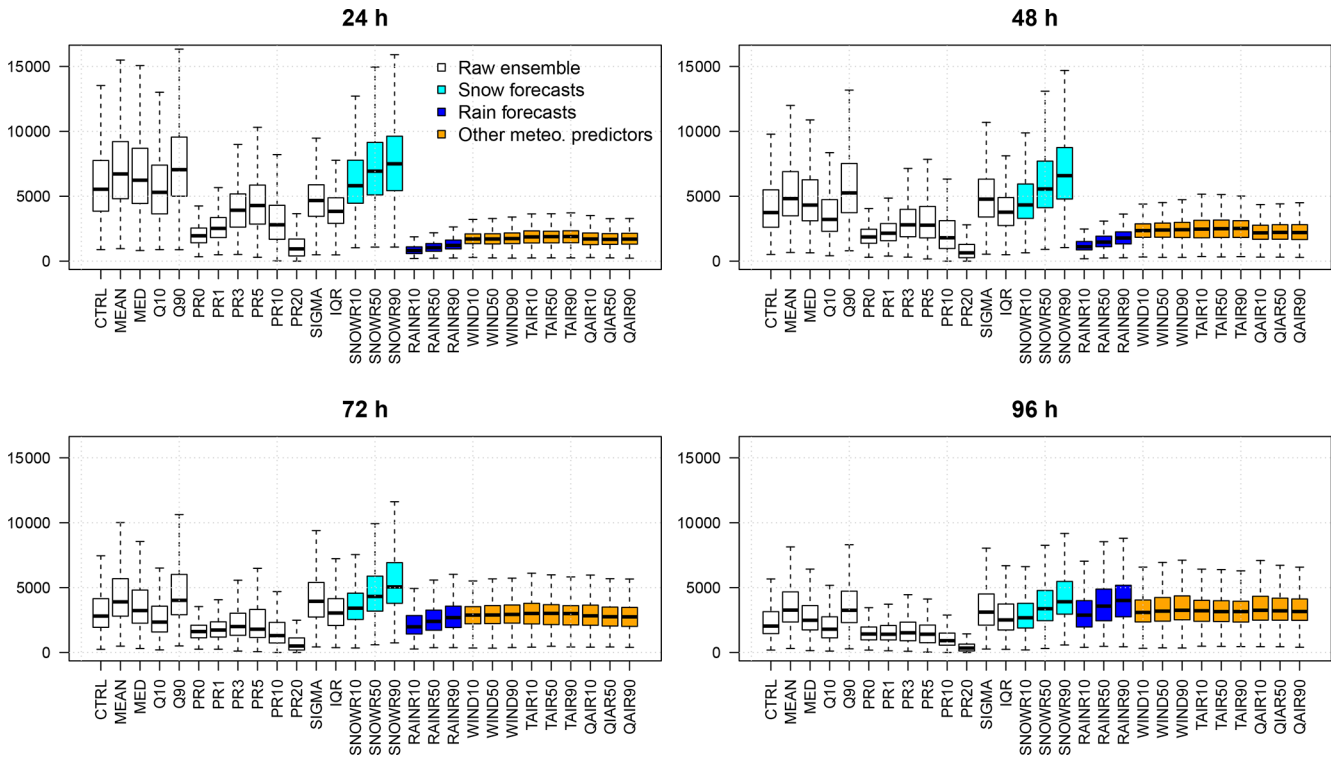 24 h
15000
10000
5000
0
Raw ensemble
Snow forecasts
Rain forecasts
Other meteo. predictors
CTRL
MEAN
MED
Q10
Q90
PR0
PR1
PR3
PR5
PR10
PR20
SIGMA
IQR
SNOWR10
SNOWR50
SNOWR90
RAINR10
RAINR50
RAINR90
WIND10
WIND50
WIND90
TAIR10
TAIR50
TAIR90
QAIR10
QIAR50
QAIR90
48 h
15000
10000
5000
0
CTRL
MEAN
MED
Q10
Q90
PR0
PR1
PR3
PR5
PR10
PR20
SIGMA
IQR
SNOWR10
SNOWR50
SNOWR90
RAINR10
RAINR50
RAINR90
WIND10
WIND50
WIND90
TAIR10
TAIR50
TAIR90
QAIR10
QIAR50
QAIR90
72 h
15000
10000
5000
0
CTRL
MEAN
MED
Q10
Q90
PR0
PR1
PR3
PR5
PR10
PR20
SIGMA
IQR
SNOWR10
SNOWR50
SNOWR90
RAINR10
RAINR50
RAINR90
WIND10
WIND50
WIND90
TAIR10
TAIR50
TAIR90
QAIR10
QIAR50
QAIR90
96 h
15000
10000
5000
0
CTRL
MEAN
MED
Q10
Q90
PR0
PR1
PR3
PR5
PR10
PR20
SIGMA
IQR
SNOWR10
SNOWR50
SNOWR90
RAINR10
RAINR50
RAINR90
WIND10
WIND50
WIND90
TAIR10
TAIR50
TAIR90
QAIR10
QIAR50
QAIR90